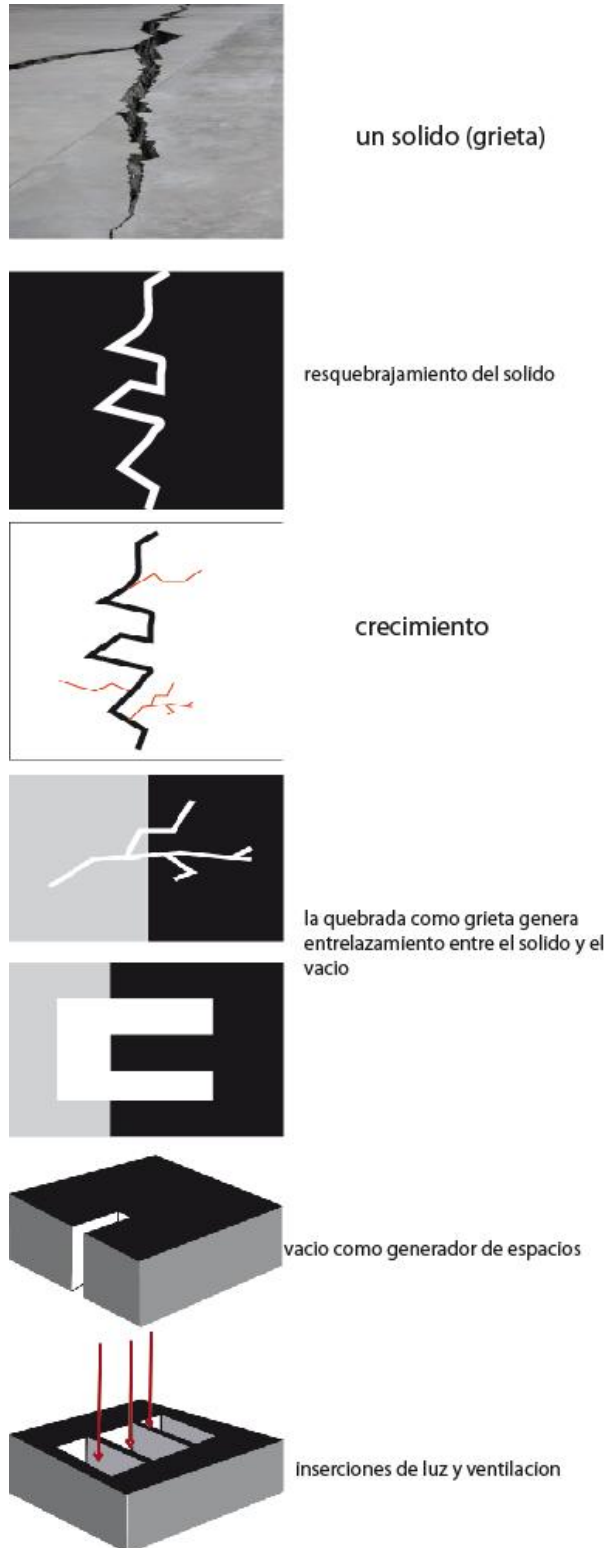 un solido (grieta)
resquebrajamiento del solido
crecimiento
la quebrada como grieta genera
entrelazamiento entre el solido y el
vacio
vacio como generador de espacios
inserciones de luz y ventilacion